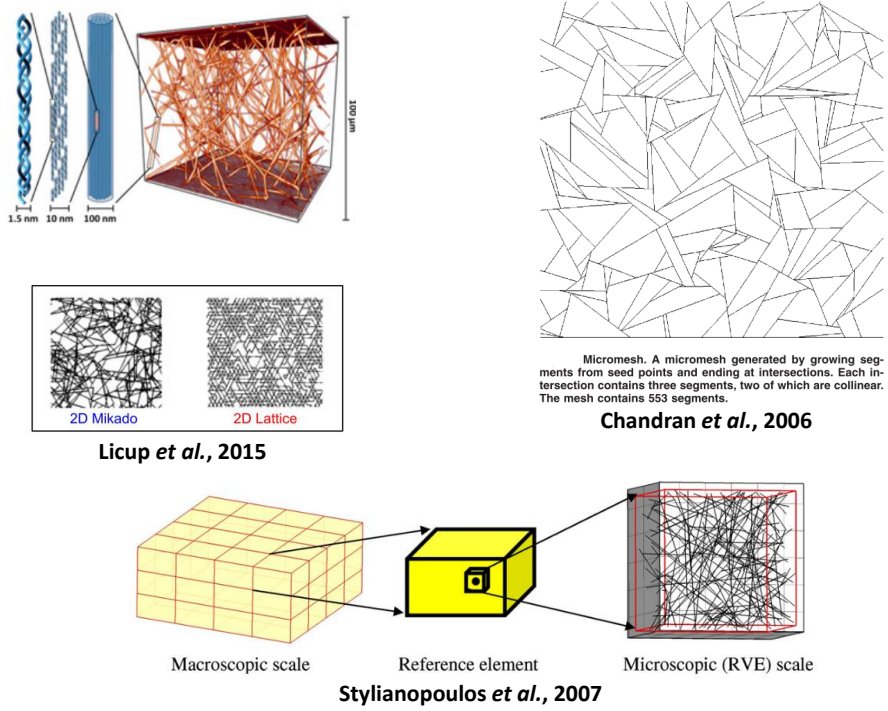 100 µm
1.5 nm 10 nm 100 nm
2D Mikado 2D Lattice
Licup et al., 2015
Micromesh. A micromesh generated by growing seg-
ments from seed points and ending at intersections. Each in-
tersection contains three segments, two of which are collinear.
The mesh contains 553 segments.
Chandran et al., 2006
Macroscopic scale Reference element Microscopic (RVE) scale
Stylianopoulos et al., 2007